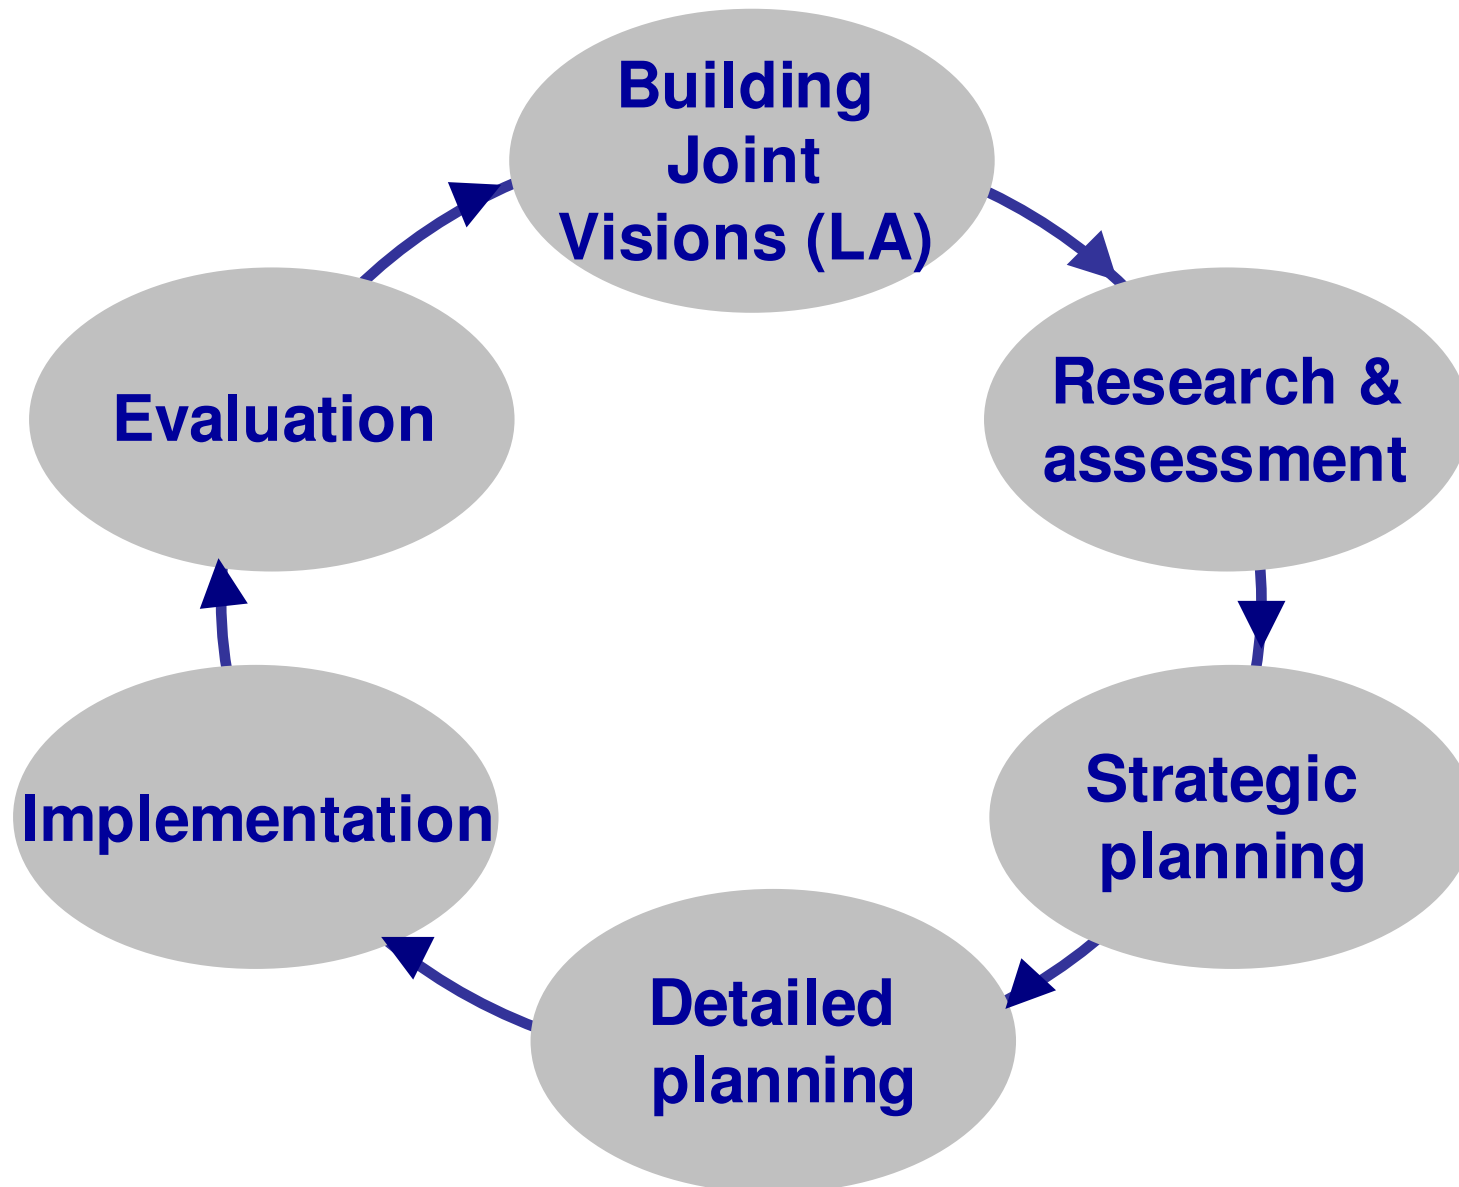 Building
Joint
Visions (LA)
Research &
assessment
Strategic
planning
Detailed
planning
Implementation
Evaluation